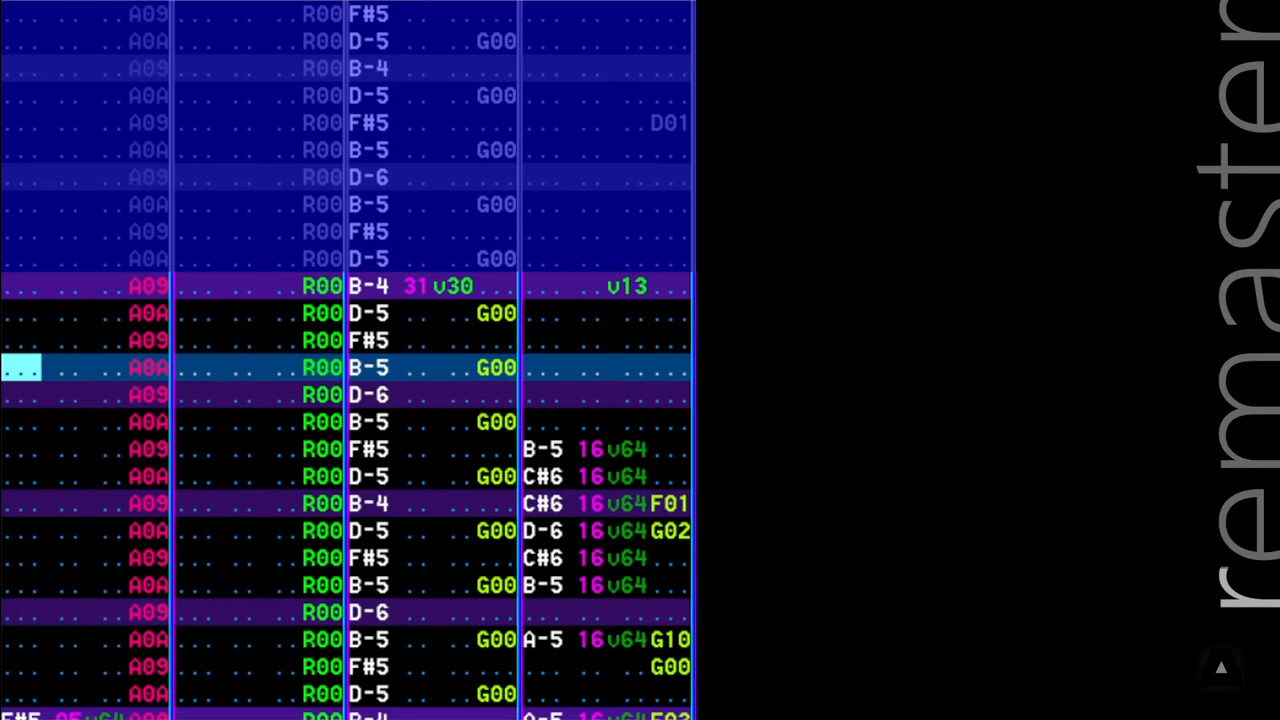 ... .. .. A09 ... .. .. R00 F#5 .. .. ... ... .. .. ...
... .. .. A0A ... .. .. R00 D-5 .. .. G00 ... .. .. ...
... .. .. A09 ... .. .. R00 B-4 .. .. ... ... .. .. ...
... .. .. A0A ... .. .. R00 D-5 .. .. G00 ... .. .. ...
... .. .. A09 ... .. .. R00 F#5 .. .. ... ... .. .. D01
... .. .. A0A ... .. .. R00 B-5 .. .. G00 ... .. .. ...
... .. .. A09 ... .. .. R00 D-6 .. .. ... ... .. .. ...
... .. .. A0A ... .. .. R00 B-5 .. .. G00 ... .. .. ...
... .. .. A09 ... .. .. R00 F#5 .. .. ... ... .. .. ...
... .. .. A0A ... .. .. R00 D-5 .. .. G00 ... .. .. ...
... .. .. A09 ... .. .. R00 B-4 31 v30 ... ... .. v13 ...
... .. .. A0A ... .. .. R00 D-5 .. .. G00 ... .. .. ...
... .. .. A09 ... .. .. R00 F#5 .. .. ... ... .. .. ...
... .. .. A0A ... .. .. R00 B-5 .. .. G00 ... .. .. ...
... .. .. A09 ... .. .. R00 D-6 .. .. ... ... .. .. ...
... .. .. A0A ... .. .. R00 B-5 .. .. G00 ... .. .. ...
... .. .. A09 ... .. .. R00 F#5 .. .. ... B-5 16 v64 ...
... .. .. A0A ... .. .. R00 D-5 .. .. G00 C#6 16 v64 ...
... .. .. A09 ... .. .. R00 B-4 .. .. ... C#6 16 v64 F01
... .. .. A0A ... .. .. R00 D-5 .. .. G00 D-6 16 v64 G02
... .. .. A09 ... .. .. R00 F#5 .. .. ... C#6 16 v64 ...
... .. .. A0A ... .. .. R00 B-5 .. .. G00 B-5 16 v64 ...
... .. .. A09 ... .. .. R00 D-6 .. .. ... ... .. .. ...
... .. .. A0A ... .. .. R00 B-5 .. .. G00 A-5 16 v64 G10
... .. .. A09 ... .. .. R00 F#5 .. .. ... ... .. .. G00
... .. .. A0A ... .. .. R00 D-5 .. .. G00 ... .. .. ...
remaster